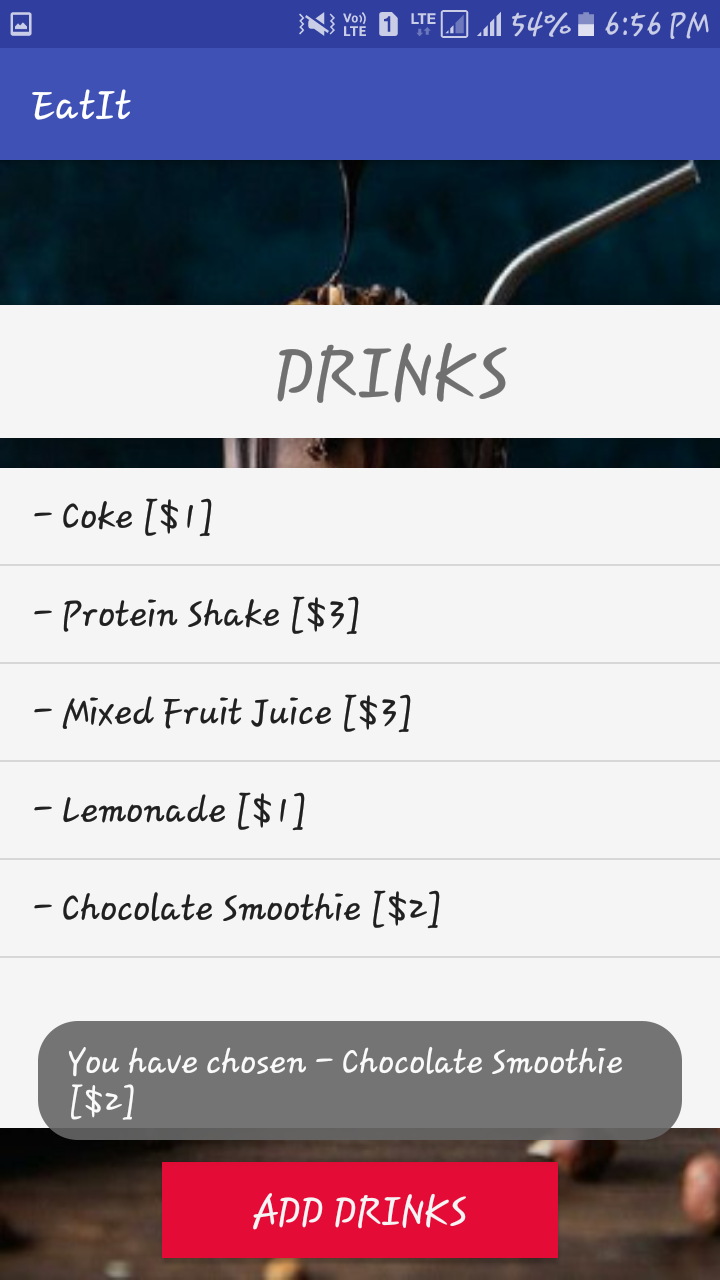 Vo)) LTE 1 LTE 54% 6:56 PM
EatIt
DRINKS
- Coke [$1]
- Protein Shake [$3]
- Mixed Fruit Juice [$3]
- Lemonade [$1]
- Chocolate Smoothie [$2]
You have chosen - Chocolate Smoothie
[$2]
ADD DRINKS